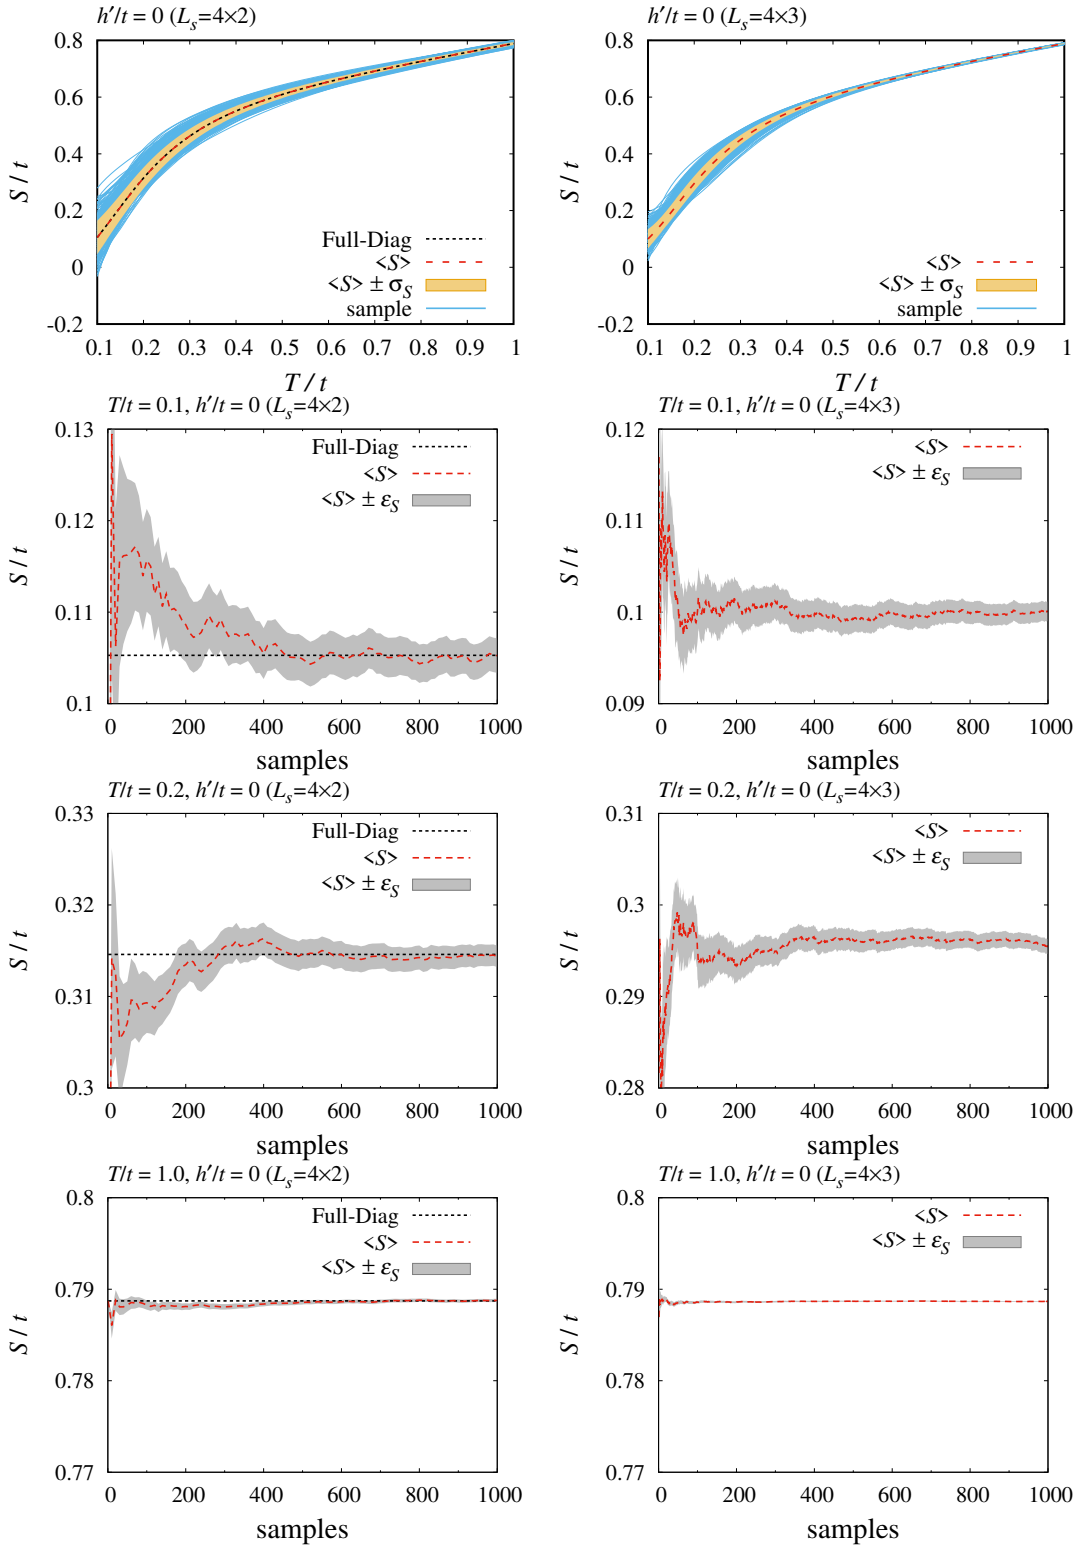 h′/t = 0 (Ls=4×2)
0.8
0.6
0.4
0.2
0
-0.2
S / t
Full-Diag
<S>
<S> ± σS
sample
0.1 0.2 0.3 0.4 0.5 0.6 0.7 0.8 0.9 1
T / t
h′/t = 0 (Ls=4×3)
0.8
0.6
0.4
0.2
0
-0.2
S / t
<S>
<S> ± σS
sample
0.1 0.2 0.3 0.4 0.5 0.6 0.7 0.8 0.9 1
T / t
T/t = 0.1, h′/t = 0 (Ls=4×2)
0.13
0.12
0.11
0.1
S / t
Full-Diag
<S>
<S> ± εS
0 200 400 600 800 1000
samples
T/t = 0.1, h′/t = 0 (Ls=4×3)
0.12
0.11
0.1
0.09
S / t
<S>
<S> ± εS
0 200 400 600 800 1000
samples
T/t = 0.2, h′/t = 0 (Ls=4×2)
0.33
0.32
0.31
0.3
S / t
Full-Diag
<S>
<S> ± εS
0 200 400 600 800 1000
samples
T/t = 0.2, h′/t = 0 (Ls=4×3)
0.31
0.3
0.29
0.28
S / t
<S>
<S> ± εS
0 200 400 600 800 1000
samples
T/t = 1.0, h′/t = 0 (Ls=4×2)
0.8
0.79
0.78
0.77
S / t
Full-Diag
<S>
<S> ± εS
0 200 400 600 800 1000
samples
T/t = 1.0, h′/t = 0 (Ls=4×3)
0.8
0.79
0.78
0.77
S / t
<S>
<S> ± εS
0 200 400 600 800 1000
samples